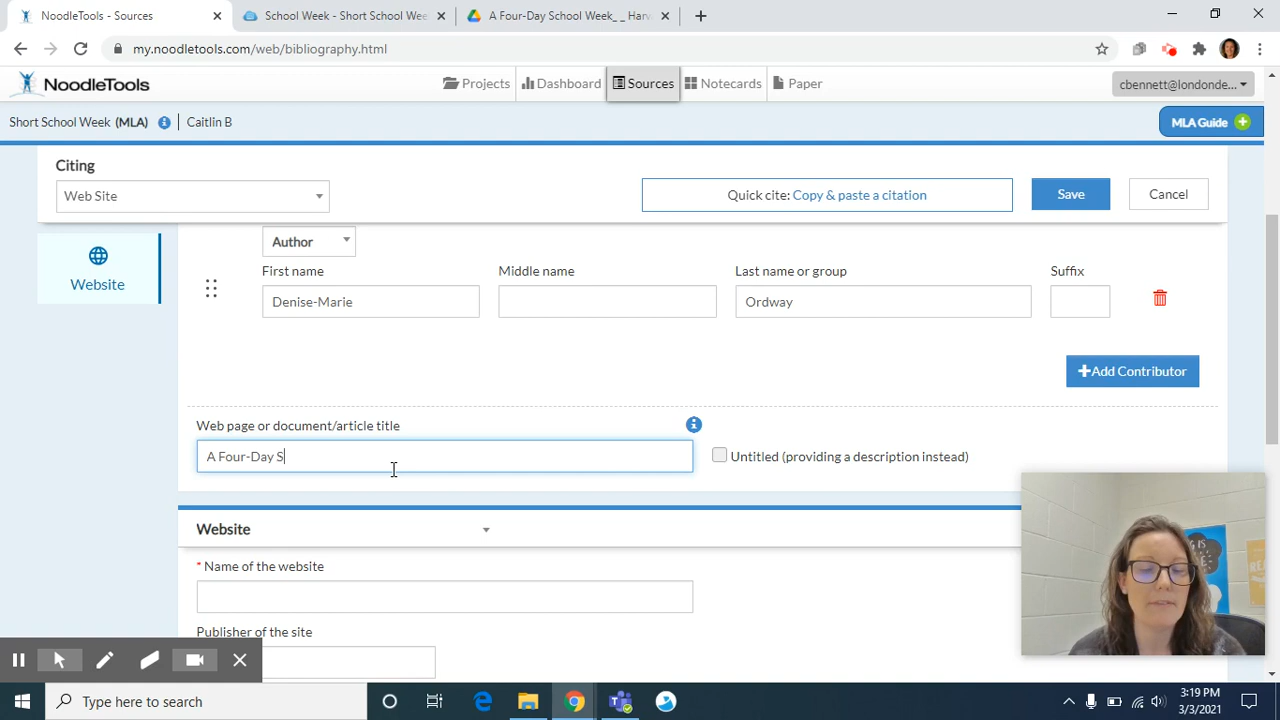 NoodleTools - Sources
School Week - Short School Wee
A Four-Day School Week_ _ Harv
my.noodletools.com/web/bibliography.html
NoodleTools
Projects
Dashboard
Sources
Notecards
Paper
cbennett@londonde...
Short School Week (MLA)
Caitlin B
MLA Guide
Citing
Web Site
Quick cite: Copy & paste a citation
Save
Cancel
Website
Author
First name
Middle name
Last name or group
Suffix
Denise-Marie
Ordway
Add Contributor
Web page or document/article title
A Four-Day S
Untitled (providing a description instead)
Website
* Name of the website
Publisher of the site
Type here to search
3:19 PM
3/3/2021